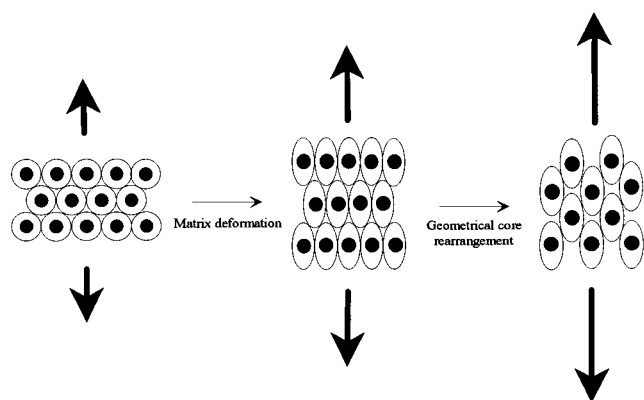 Matrix deformation
Geometrical core
rearrangement